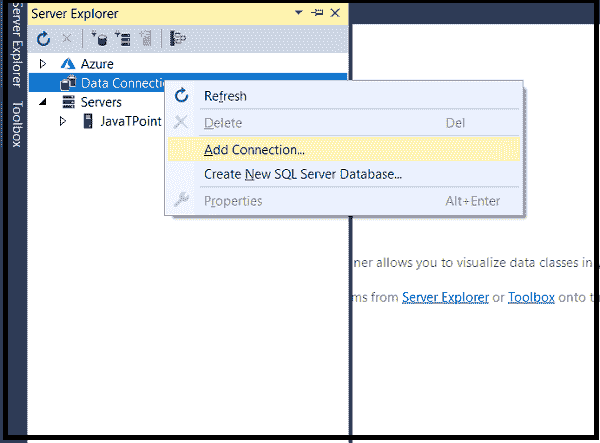 Server Explorer
Toolbox
Server Explorer
Azure
Data Connectio
Servers
JavaTPoint
Refresh
Delete Del
Add Connection...
Create New SQL Server Database...
Properties Alt+Enter
ner allows you to visualize data classes in
ms from Server Explorer or Toolbox onto